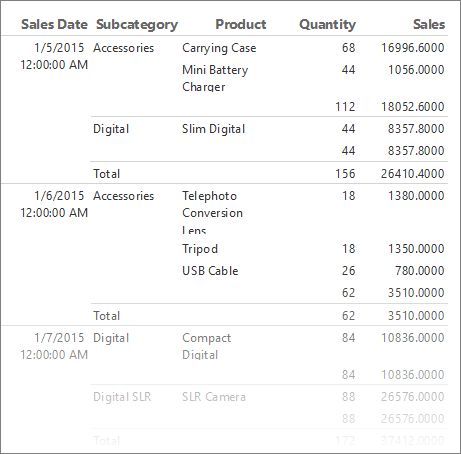 Sales Date Subcategory Product Quantity Sales
1/5/2015 Accessories Carrying Case 68 16996.6000
12:00:00 AM Mini Battery 44 1056.0000
Charger
112 18052.6000
Digital Slim Digital 44 8357.8000
44 8357.8000
Total 156 26410.4000
1/6/2015 Accessories Telephoto 18 1380.0000
12:00:00 AM Conversion
Lens
Tripod 18 1350.0000
USB Cable 26 780.0000
62 3510.0000
Total 62 3510.0000
1/7/2015 Digital Compact 84 10836.0000
12:00:00 AM Digital
84 10836.0000
Digital SLR SLR Camera 88 26576.0000
88 26576.0000
Total 172 37412.0000